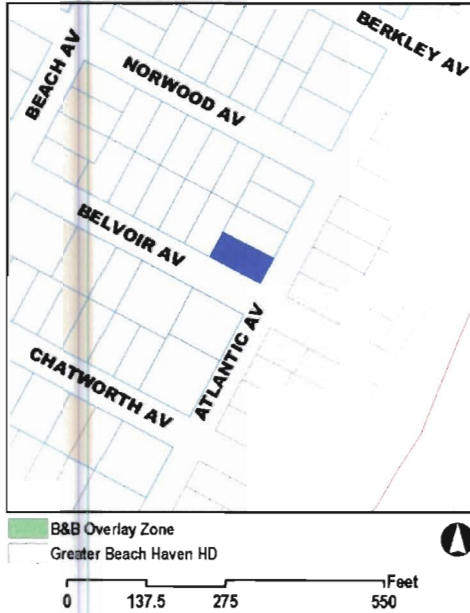 BERKLEY AV
BEACH AV
NORWOOD AV
BELVOIR AV
ATLANTIC AV
CHATWORTH AV
B&B Overlay Zone
Greater Beach Haven HD
Feet
0 137.5 275 550